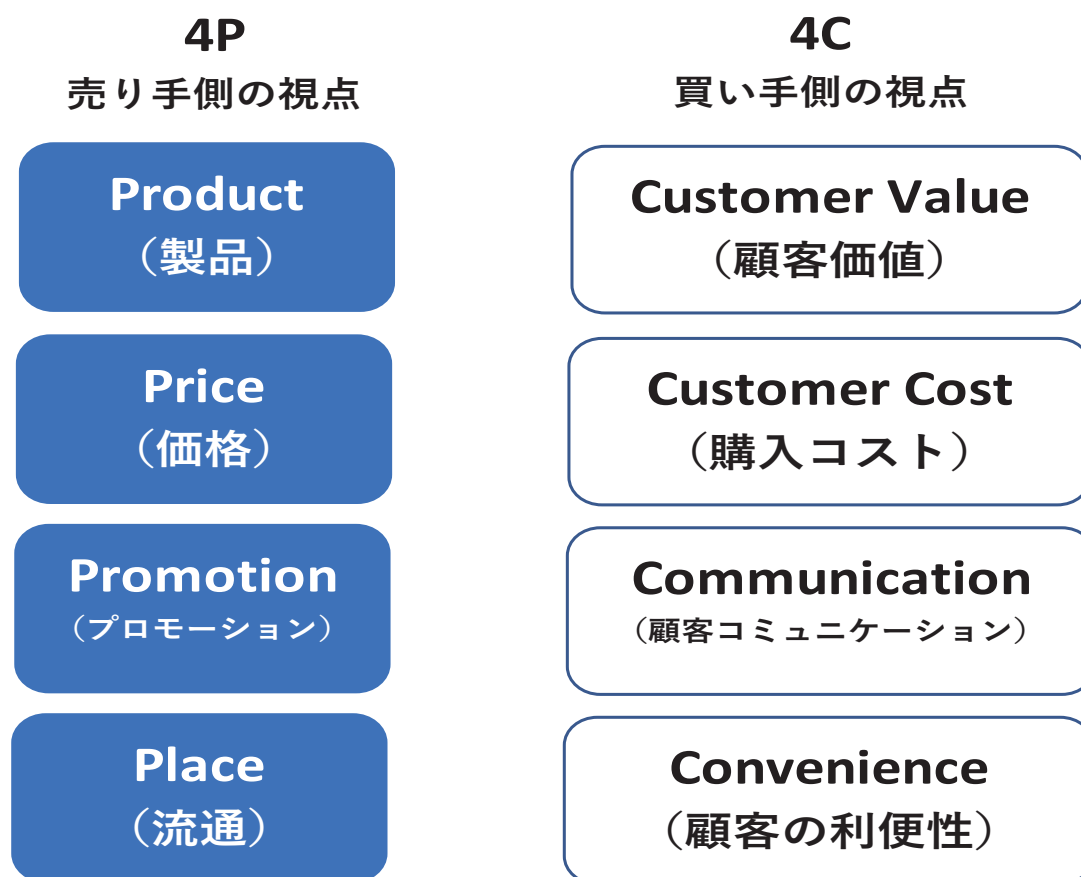 4P
売り手側の視点
Product
（製品）
Price
（価格）
Promotion
（プロモーション）
Place
（流通）
4C
買い手側の視点
Customer Value
（顧客価値）
Customer Cost
（購入コスト）
Communication
（顧客コミュニケーション）
Convenience
（顧客の利便性）